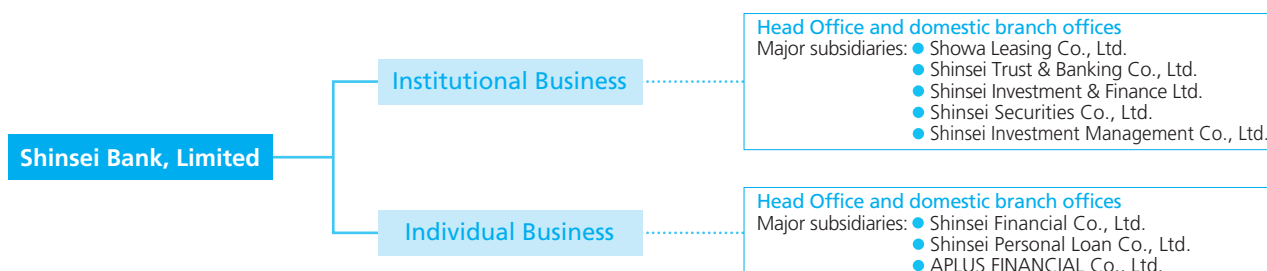 Shinsei Bank, Limited
Institutional Business
Head Office and domestic branch offices
Major subsidiaries: ● Showa Leasing Co., Ltd.
● Shinsei Trust & Banking Co., Ltd.
● Shinsei Investment & Finance Ltd.
● Shinsei Securities Co., Ltd.
● Shinsei Investment Management Co., Ltd.
Individual Business
Head Office and domestic branch offices
Major subsidiaries: ● Shinsei Financial Co., Ltd.
● Shinsei Personal Loan Co., Ltd.
● APLUS FINANCIAL Co., Ltd.